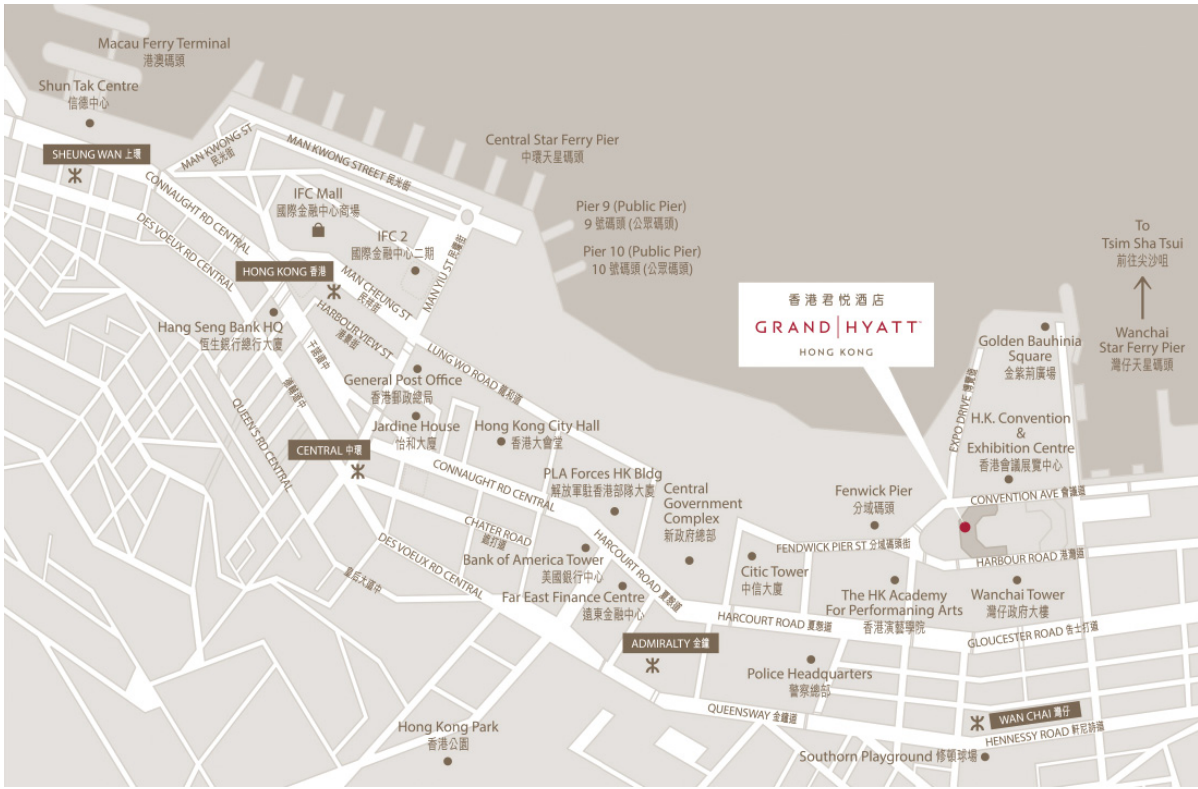 Macau Ferry Terminal
港澳碼頭
Shun Tak Centre
信德中心
SHEUNG WAN 上環
MAN KWONG ST
民光街
MAN KWONG STREET 民光街
Central Star Ferry Pier
中環天星碼頭
CONNAUGHT RD CENTRAL
DES VOEUX RD CENTRAL
IFC Mall
國際金融中心商場
IFC 2
國際金融中心二期
Pier 9 (Public Pier)
9 號碼頭 (公眾碼頭)
Pier 10 (Public Pier)
10 號碼頭 (公眾碼頭)
To
Tsim Sha Tsui
前往尖沙咀
HONG KONG 香港
MAN CHEUNG ST
民祥街
MAN YIU ST 民耀街
HARBOUR VIEW ST
港景街
Hang Seng Bank HQ
恆生銀行總行大廈
干諾道中
德輔道中
LUNG WO ROAD 龍和道
香港君悦酒店
GRAND HYATT
HONG KONG
Golden Bauhinia
Square
金紫荊廣場
Wanchai
Star Ferry Pier
灣仔天星碼頭
EXPO DRIVE 博覽道
General Post Office
香港郵政總局
Jardine House
怡和大廈
QUEEN'S RD CENTRAL
Hong Kong City Hall
香港大會堂
H.K. Convention
&
Exhibition Centre
香港會議展覽中心
CENTRAL 中環
CONNAUGHT RD CENTRAL
PLA Forces HK Bldg
解放軍駐香港部隊大廈
Central
Government
Complex
新政府總部
Fenwick Pier
分域碼頭
CONVENTION AVE 會議道
CHATER ROAD
遮打道
DES VOEUX RD CENTRAL
皇后大道中
Bank of America Tower
美國銀行中心
HARCOURT ROAD 夏慤道
FENDWICK PIER ST 分域碼頭街
HARBOUR ROAD 港灣道
Far East Finance Centre
遠東金融中心
Citic Tower
中信大廈
The HK Academy
For Performaning Arts
香港演藝學院
Wanchai Tower
灣仔政府大樓
HARCOURT ROAD 夏慤道
GLOUCESTER ROAD 告士打道
ADMIRALTY 金鐘
Police Headquarters
警察總部
QUEENSWAY 金鐘道
WAN CHAI 灣仔
HENNESSY ROAD 軒尼詩道
Hong Kong Park
香港公園
Southorn Playground 修頓球場